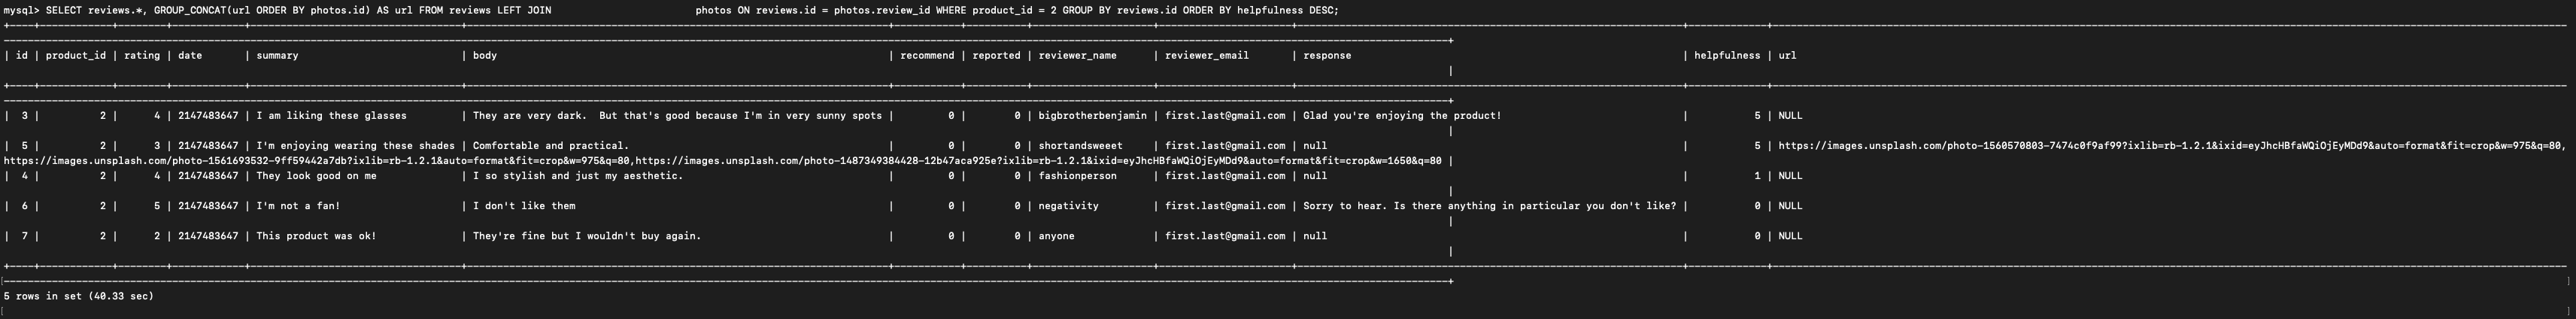 mysql> SELECT reviews.*, GROUP_CONCAT(url ORDER BY photos.id) AS url FROM reviews LEFT JOIN                        photos ON reviews.id = photos.review_id WHERE product_id = 2 GROUP BY reviews.id ORDER BY helpfulness DESC;
| id | product_id | rating | date       | summary                          | body                                                              | recommend | reported | reviewer_name     | reviewer_email       | response                                                     | helpfulness | url
|
|  3 |          2 |      4 | 2147483647 | I am liking these glasses        | They are very dark.  But that's good because I'm in very sunny spots |         0 |        0 | bigbrotherbenjamin | first.last@gmail.com | Glad you're enjoying the product!                            |           5 | NULL
|
|  5 |          2 |      3 | 2147483647 | I'm enjoying wearing these shades | Comfortable and practical.                                       |         0 |        0 | shortandsweeet     | first.last@gmail.com | null                                                         |           5 | https://images.unsplash.com/photo-1560570803-7474c0f9af99?ixlib=rb-1.2.1&ixid=eyJhcHBfaWQiOjEyMDd9&auto=format&fit=crop&w=975&q=80,
https://images.unsplash.com/photo-1561693532-9ff59442a7db?ixlib=rb-1.2.1&auto=format&fit=crop&w=975&q=80,https://images.unsplash.com/photo-1487349384428-12b47aca925e?ixlib=rb-1.2.1&ixid=eyJhcHBfaWQiOjEyMDd9&auto=format&fit=crop&w=1650&q=80 |
|  4 |          2 |      4 | 2147483647 | They look good on me             | I so stylish and just my aesthetic.                               |         0 |        0 | fashionperson      | first.last@gmail.com | null                                                         |           1 | NULL
|
|  6 |          2 |      5 | 2147483647 | I'm not a fan!                   | I don't like them                                                 |         0 |        0 | negativity         | first.last@gmail.com | Sorry to hear. Is there anything in particular you don't like? |           0 | NULL
|
|  7 |          2 |      2 | 2147483647 | This product was ok!             | They're fine but I wouldn't buy again.                            |         0 |        0 | anyone             | first.last@gmail.com | null                                                         |           0 | NULL
|
5 rows in set (40.33 sec)